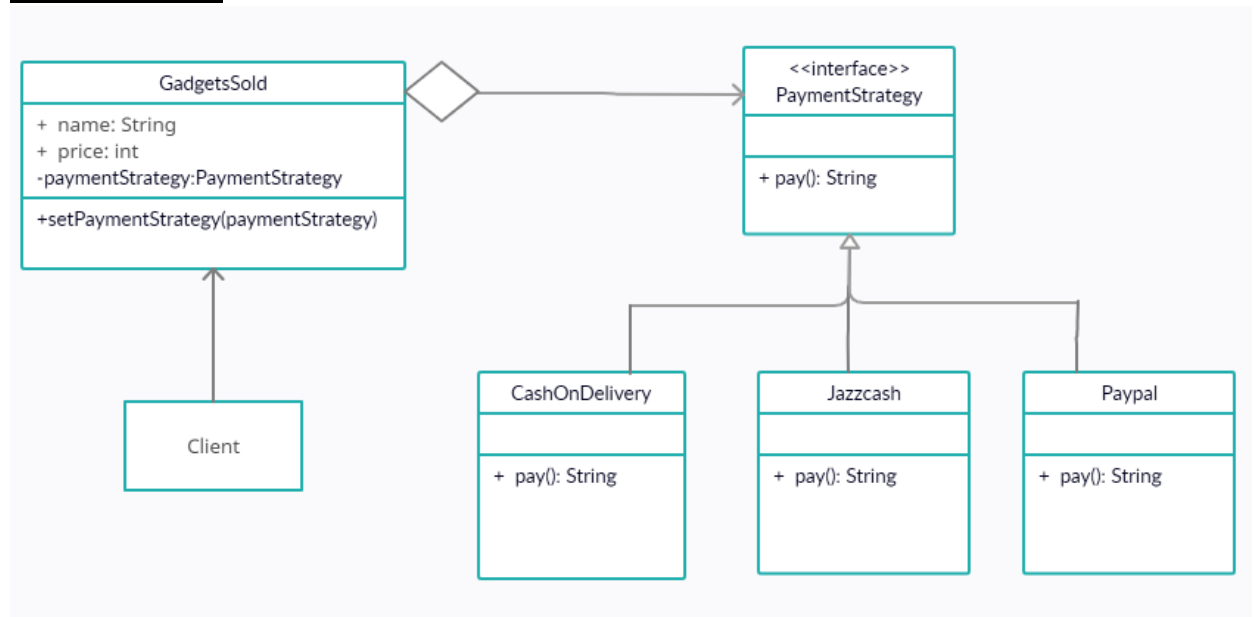 GadgetsSold
+ name: String
+ price: int
-paymentStrategy:PaymentStrategy
+setPaymentStrategy(paymentStrategy)
<<interface>>
PaymentStrategy
+ pay(): String
Client
CashOnDelivery
+ pay(): String
Jazzcash
+ pay(): String
Paypal
+ pay(): String